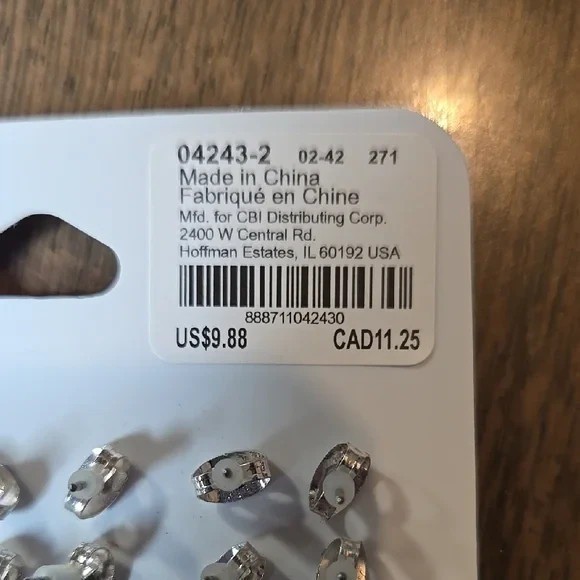 04243-2 02-42 271
Made in China
Fabriqué en Chine
Mfd. for CBI Distributing Corp.
2400 W Central Rd.
Hoffman Estates, IL 60192 USA
888711042430
US$9.88 CAD11.25